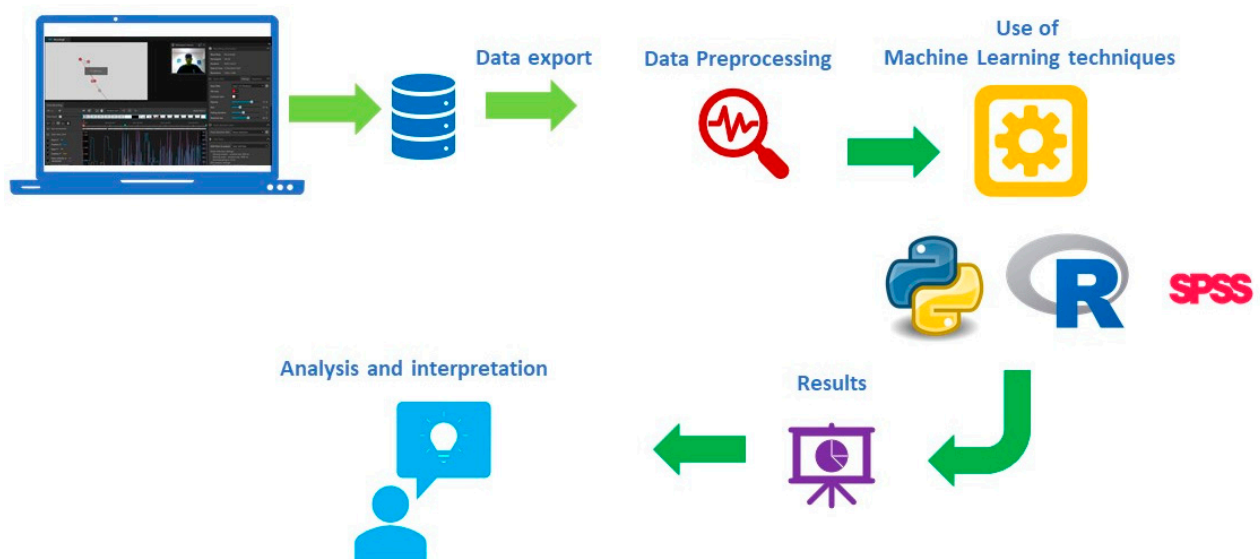 Data export
Data Preprocessing
Use of
Machine Learning techniques
R
SPSS
Analysis and interpretation
Results